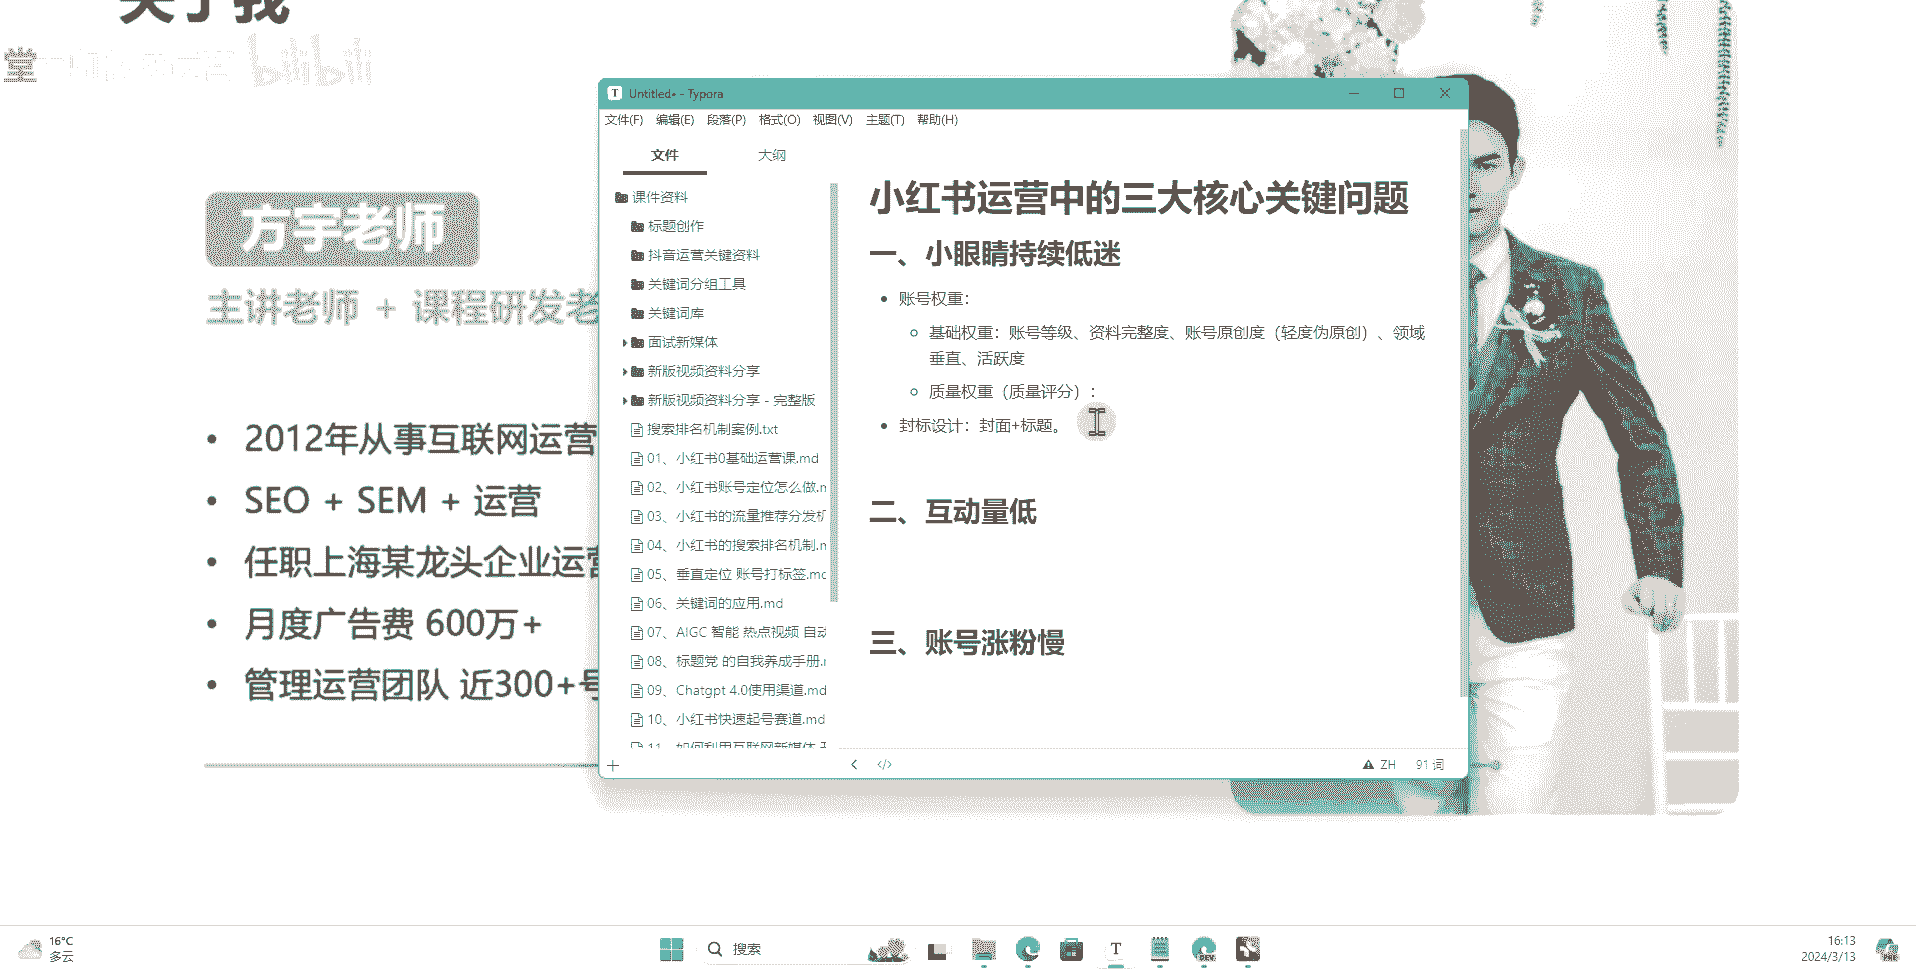 关于我
bilibili
方宇老师
主讲老师 + 课程研发老
• 2012年从事互联网运营
• SEO + SEM + 运营
• 任职上海某龙头企业运营
• 月度广告费 600万+
• 管理运营团队 近300+号
Untitled• - Typora
文件(F) 编辑(E) 段落(P) 格式(O) 视图(V) 主题(T) 帮助(H)
文件 大纲
课件资料
标题创作
抖音运营关键资料
关键词分组工具
关键词库
面试新媒体
新版视频资料分享
新版视频资料分享 - 完整版
搜索排名机制案例.txt
01、小红书0基础运营课.md
02、小红书账号定位怎么做.m
03、小红书的流量推荐分发机
04、小红书的搜索排名机制.m
05、垂直定位 账号打标签.md
06、关键词的应用.md
07、AIGC 智能 热点视频 自动
08、标题党 的自我养成手册.
09、Chatgpt 4.0使用渠道.md
10、小红书快速起号赛道.md
11、如何利用互联网新媒体
小红书运营中的三大核心关键问题
一、小眼睛持续低迷
• 账号权重：
基础权重：账号等级、资料完整度、账号原创度（轻度伪原创）、领域
垂直、活跃度
质量权重（质量评分）：
• 封标设计：封面+标题。
二、互动量低
三、账号涨粉慢
ZH 91 词
16°C
多云
搜索
16:13
2024/3/13